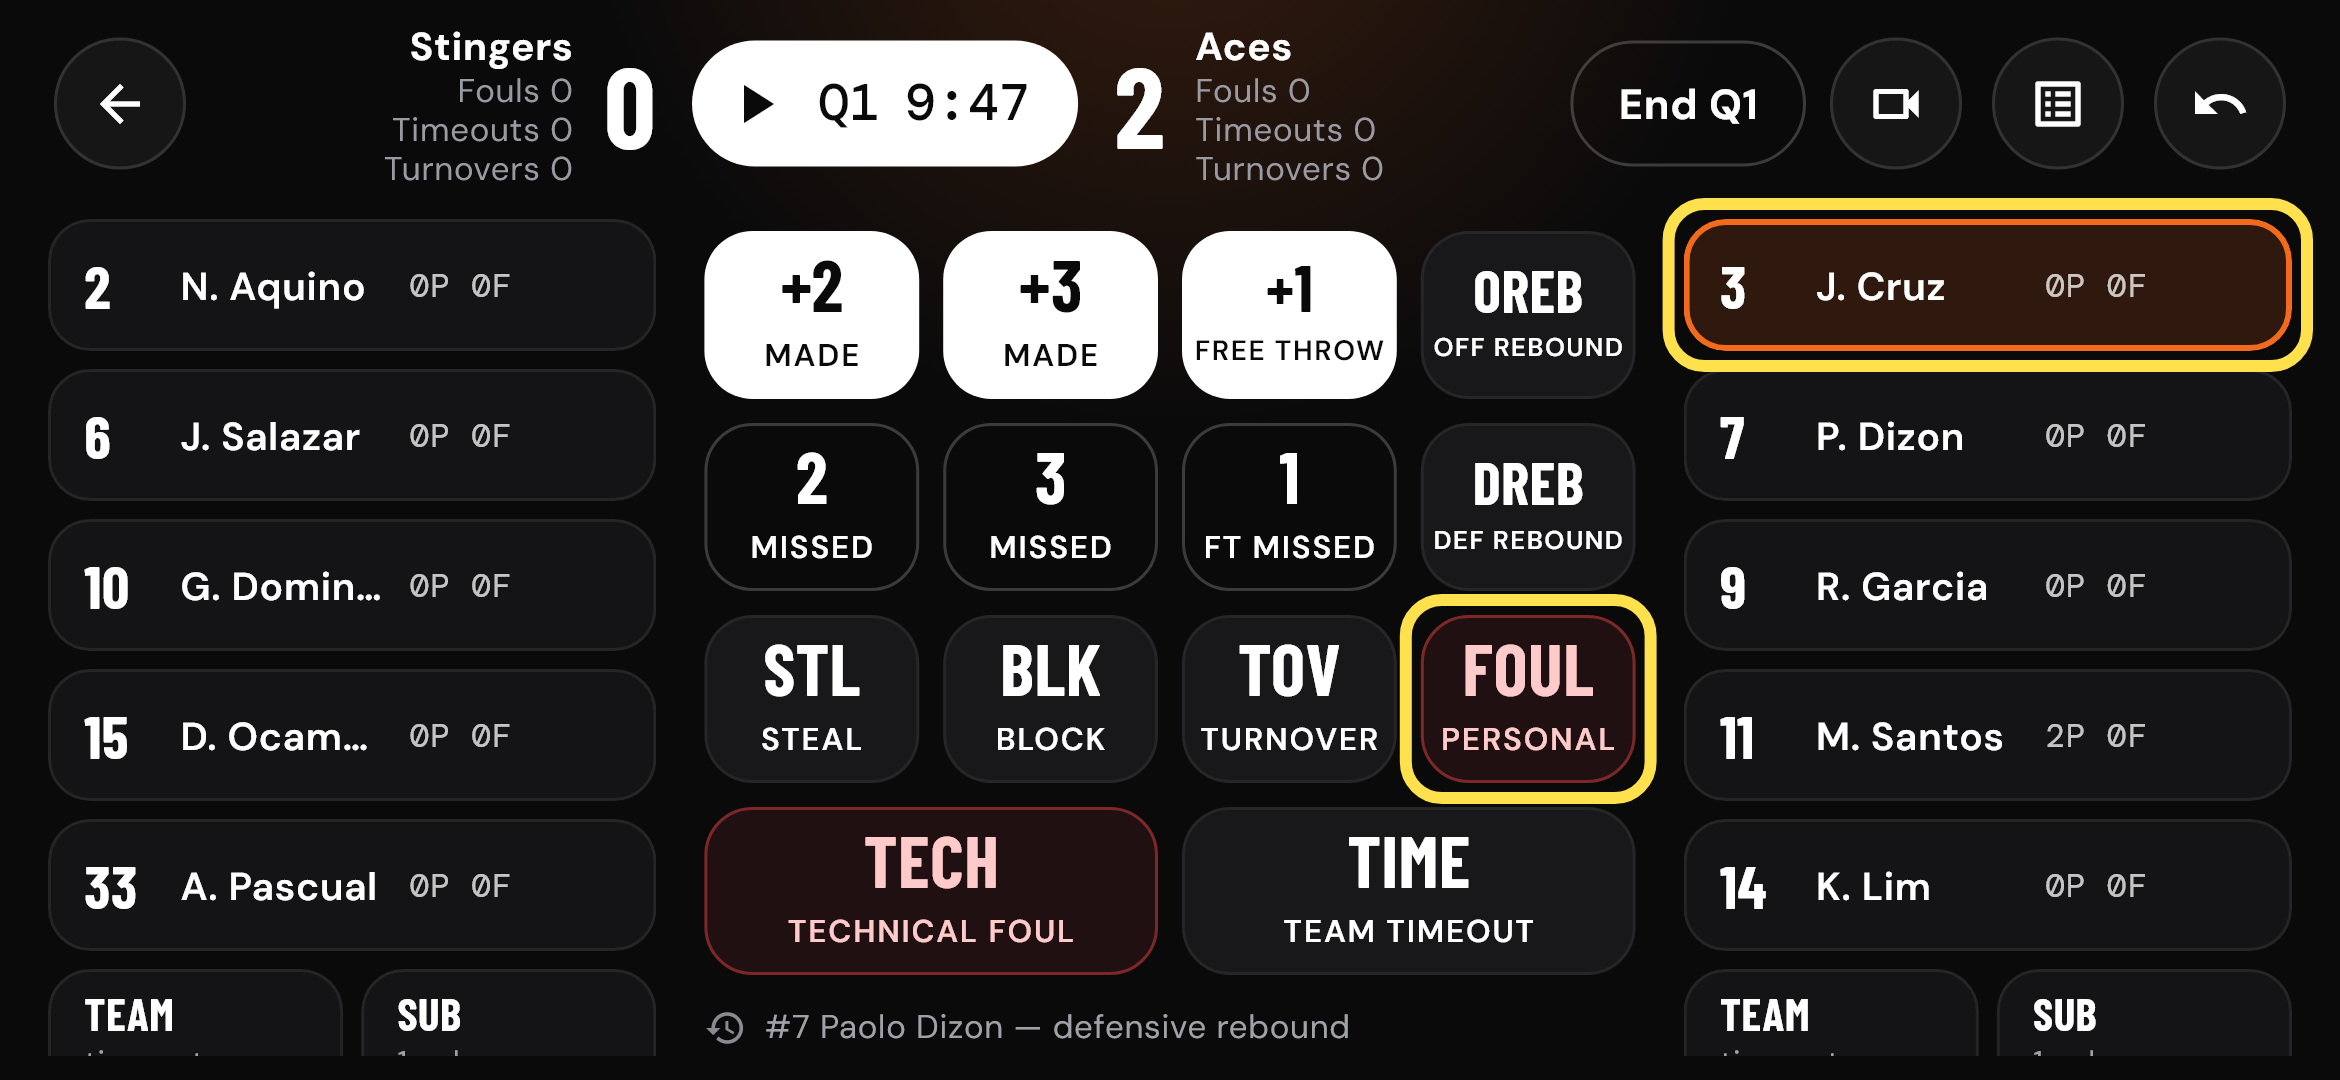 Stingers
Fouls 0
Timeouts 0
Turnovers 0
0
Q1 9:47
2
Aces
Fouls 0
Timeouts 0
Turnovers 0
End Q1
2 N. Aquino 0P 0F
6 J. Salazar 0P 0F
10 G. Domin... 0P 0F
15 D. Ocam... 0P 0F
33 A. Pascual 0P 0F
TEAM
SUB
+2
MADE
+3
MADE
+1
FREE THROW
OREB
OFF REBOUND
2
MISSED
3
MISSED
1
FT MISSED
DREB
DEF REBOUND
STL
STEAL
BLK
BLOCK
TOV
TURNOVER
FOUL
PERSONAL
TECH
TECHNICAL FOUL
TIME
TEAM TIMEOUT
#7 Paolo Dizon — defensive rebound
3 J. Cruz 0P 0F
7 P. Dizon 0P 0F
9 R. Garcia 0P 0F
11 M. Santos 2P 0F
14 K. Lim 0P 0F
TEAM
SUB